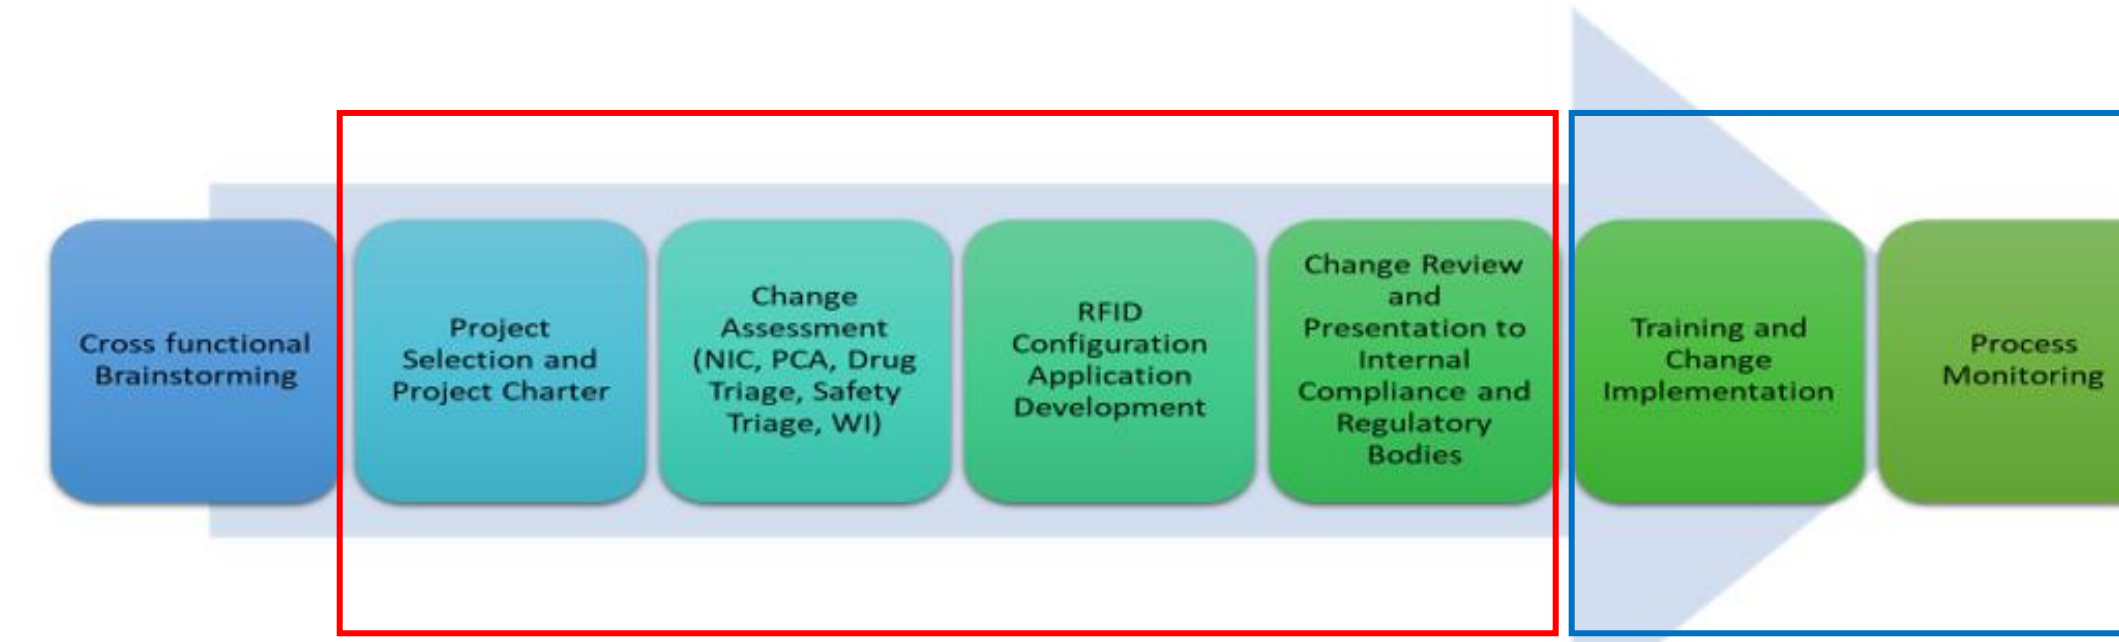 Cross functional
Brainstorming
Project
Selection and
Project Charter
Change
Assessment
(NIC, PCA, Drug
Triage, Safety
Triage, WI)
RFID
Configuration
Application
Development
Change Review
and
Presentation to
Internal
Compliance and
Regulatory
Bodies
Training and
Change
Implementation
Process
Monitoring